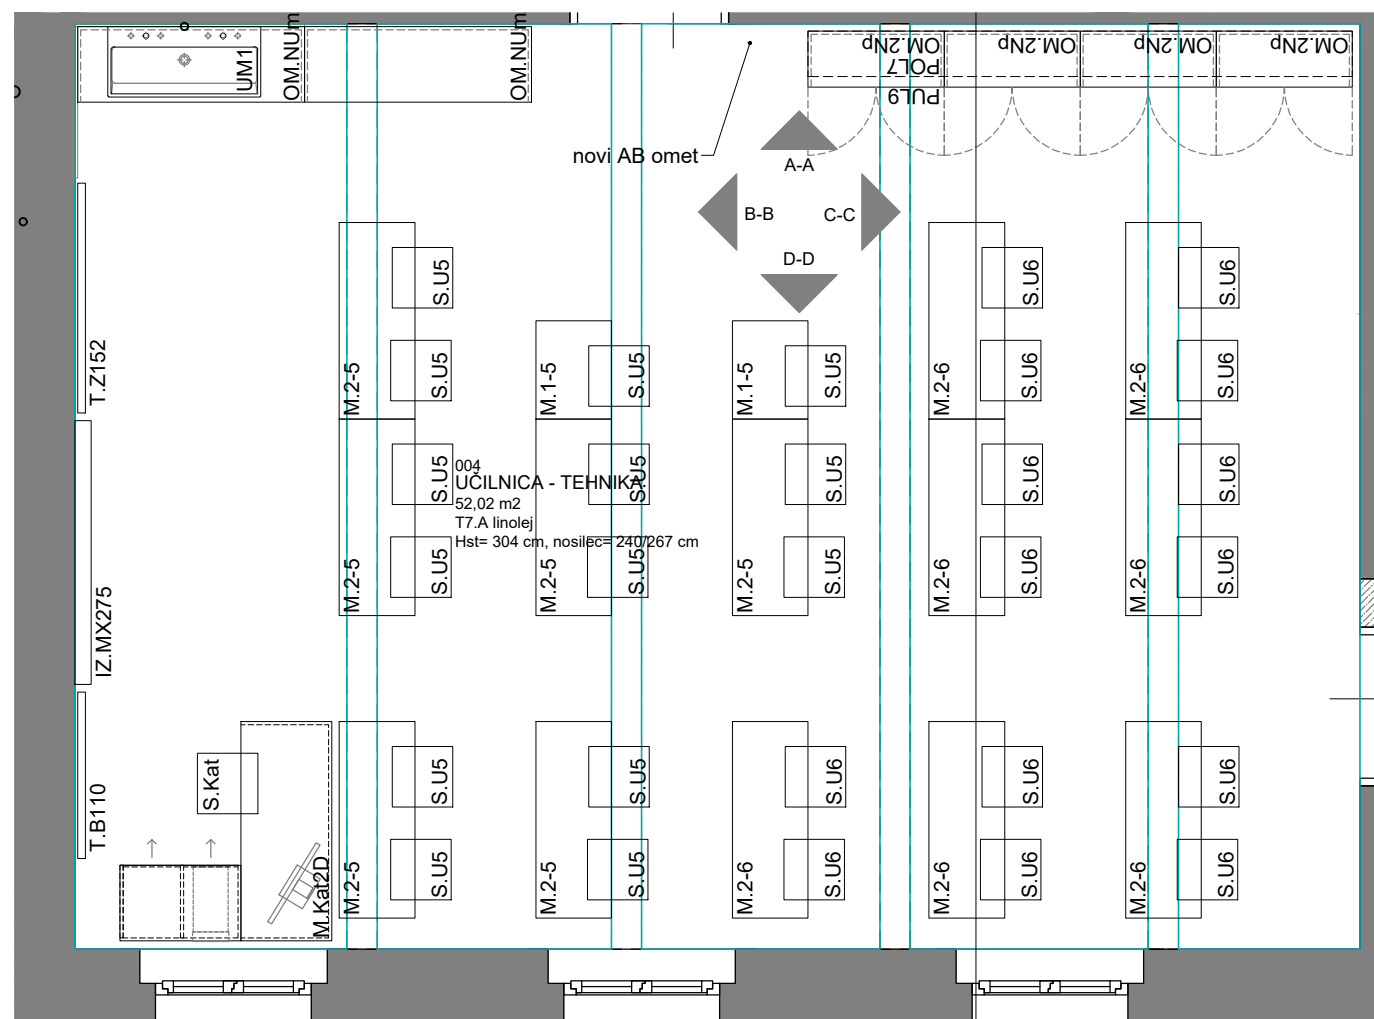 UM1
OM.NUm
OM.NUm
OM.2Np
OM.2Np
OM.2Np
OM.2Np
POL7
PUL9
novi AB omet
A-A
B-B
C-C
D-D
T.Z152
IZ.MX275
T.B110
M.2-5
S.U5
S.U5
M.1-5
S.U5
M.1-5
S.U5
M.2-6
S.U6
S.U6
M.2-6
S.U6
S.U6
004
UČILNICA - TEHNIKA
52,02 m2
T7.A linolej
Hst= 304 cm, nosilec= 240/267 cm
M.2-5
S.U5
S.U5
M.2-5
S.U5
S.U5
M.2-5
S.U5
S.U5
M.2-6
S.U6
S.U6
M.2-6
S.U6
S.U6
S.Kat
M.Kat2D
M.2-5
S.U5
S.U5
M.2-5
S.U5
S.U5
M.2-6
S.U6
S.U6
M.2-6
S.U6
S.U6
M.2-6
S.U6
S.U6